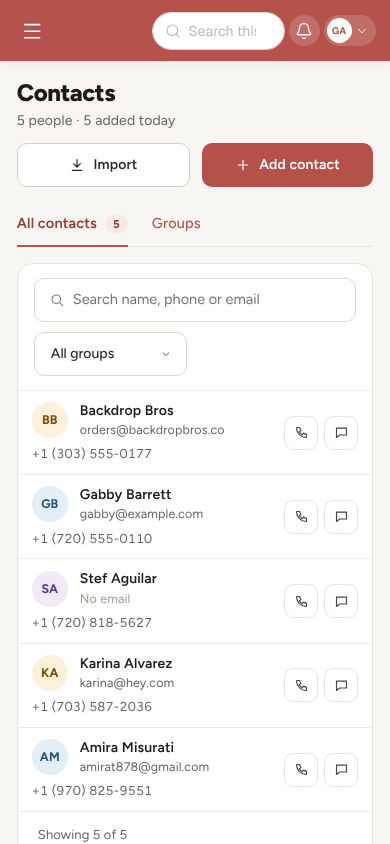 Search this
GA
Contacts
5 people · 5 added today
Import
Add contact
All contacts 5
Groups
Search name, phone or email
All groups
BB
Backdrop Bros
orders@backdropbros.co
+1 (303) 555-0177
GB
Gabby Barrett
gabby@example.com
+1 (720) 555-0110
SA
Stef Aguilar
No email
+1 (720) 818-5627
KA
Karina Alvarez
karina@hey.com
+1 (703) 587-2036
AM
Amira Misurati
amirat878@gmail.com
+1 (970) 825-9551
Showing 5 of 5